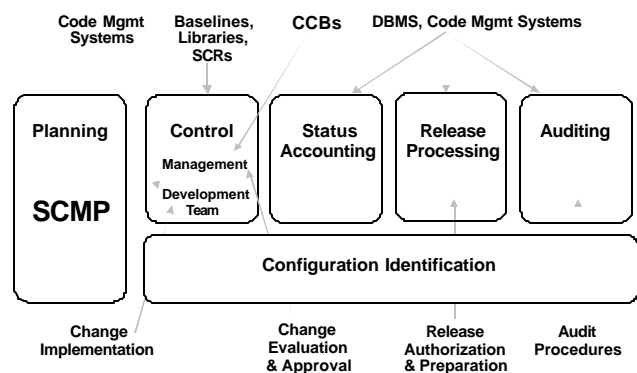 Code Mgmt
Systems
Baselines,
Libraries,
SCRs
CCBs
DBMS, Code Mgmt Systems
Planning
SCMP
Control
Management
Development
Team
Status
Accounting
Release
Processing
Auditing
Configuration Identification
Change
Implementation
Change
Evaluation
& Approval
Release
Authorization
& Preparation
Audit
Procedures